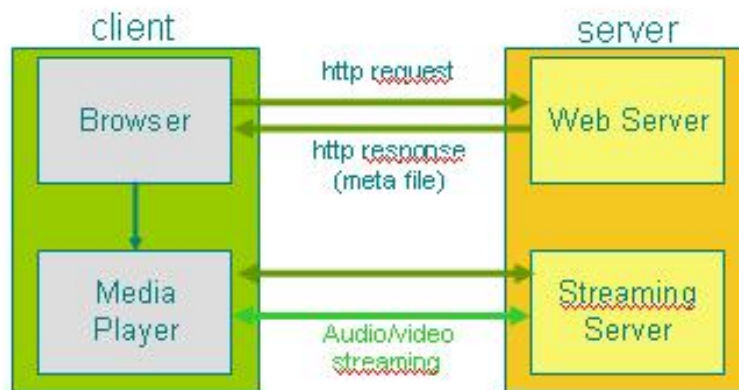 client
server
http request
Browser
Web Server
http response
(meta file)
Media
Player
Streaming
Server
Audio/video
streaming